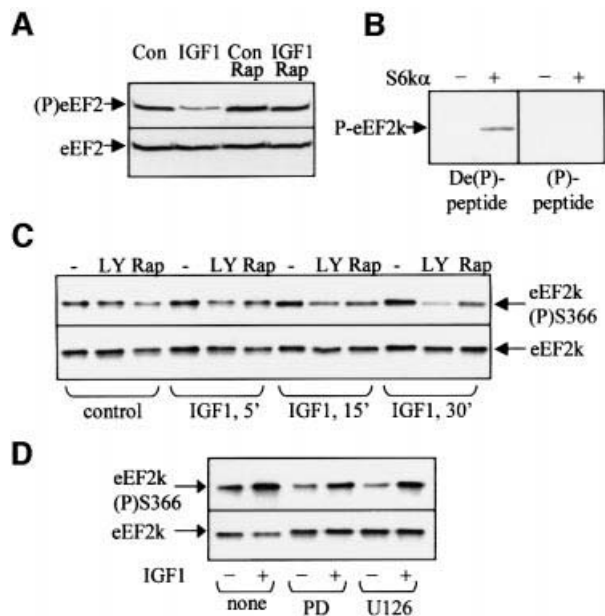 A
Con IGF1 Con Rap IGF1 Rap
(P)eEF2
eEF2
B
S6kα - + - +
P-eEF2k
De(P)-peptide (P)-peptide
C
- LY Rap - LY Rap - LY Rap - LY Rap
eEF2k (P)S366
eEF2k
control IGF1, 5' IGF1, 15' IGF1, 30'
D
eEF2k (P)S366
eEF2k
IGF1 - + - + - +
none PD U126